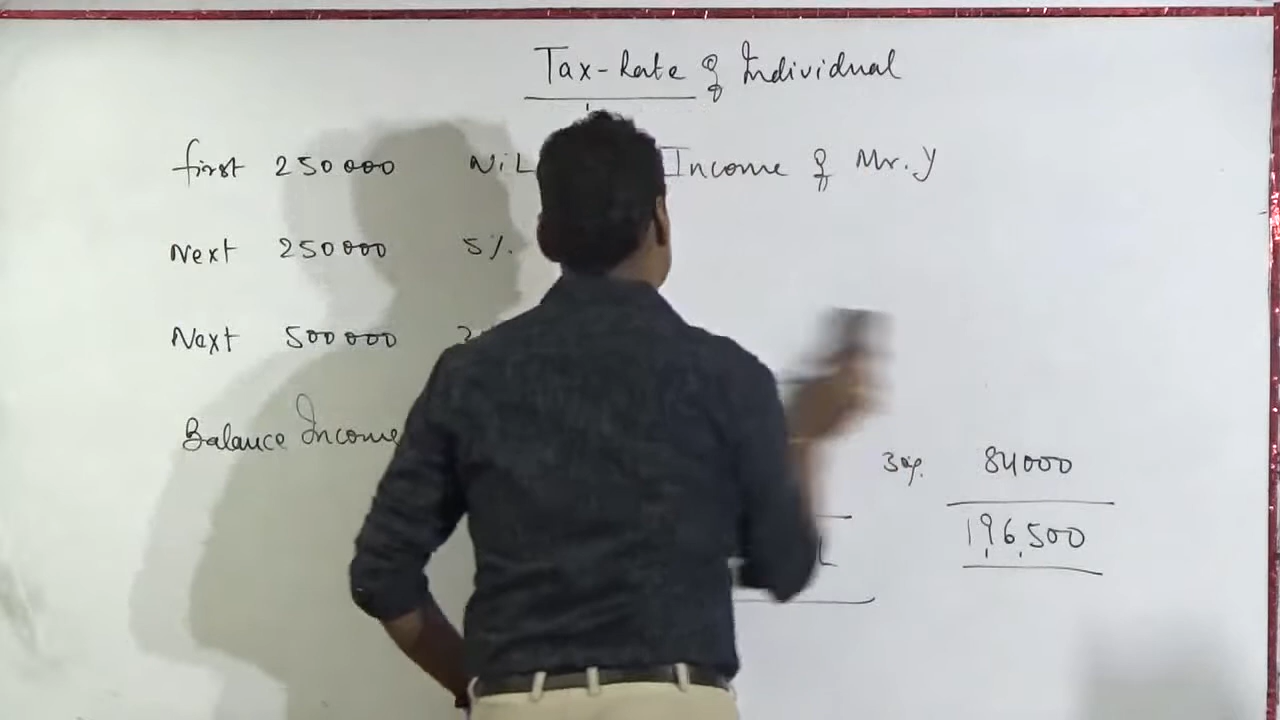 Tax-Rate of Individual
first 250000 NiL Income of Mr. Y
Next 250000 5%.
Next 500000
Balance Income
30%. 84000
196,500